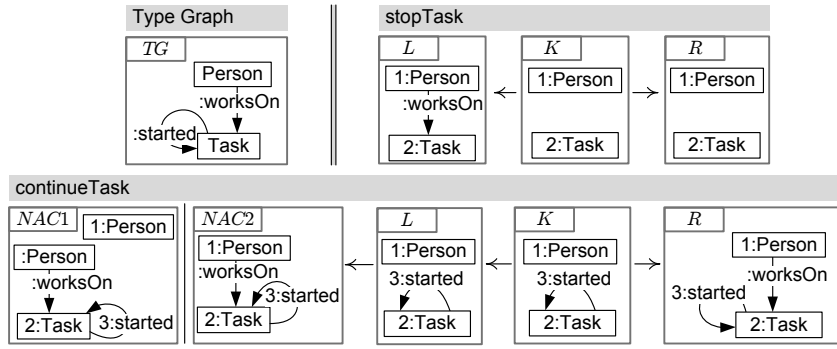 Type Graph
stopTask
TG
Person
:worksOn
:started
Task
L
1:Person
:worksOn
2:Task
K
1:Person
2:Task
R
1:Person
2:Task
continueTask
NAC1
1:Person
:Person
:worksOn
3:started
2:Task
NAC2
1:Person
:worksOn
3:started
2:Task
L
1:Person
3:started
2:Task
K
1:Person
3:started
2:Task
R
1:Person
:worksOn
3:started
2:Task